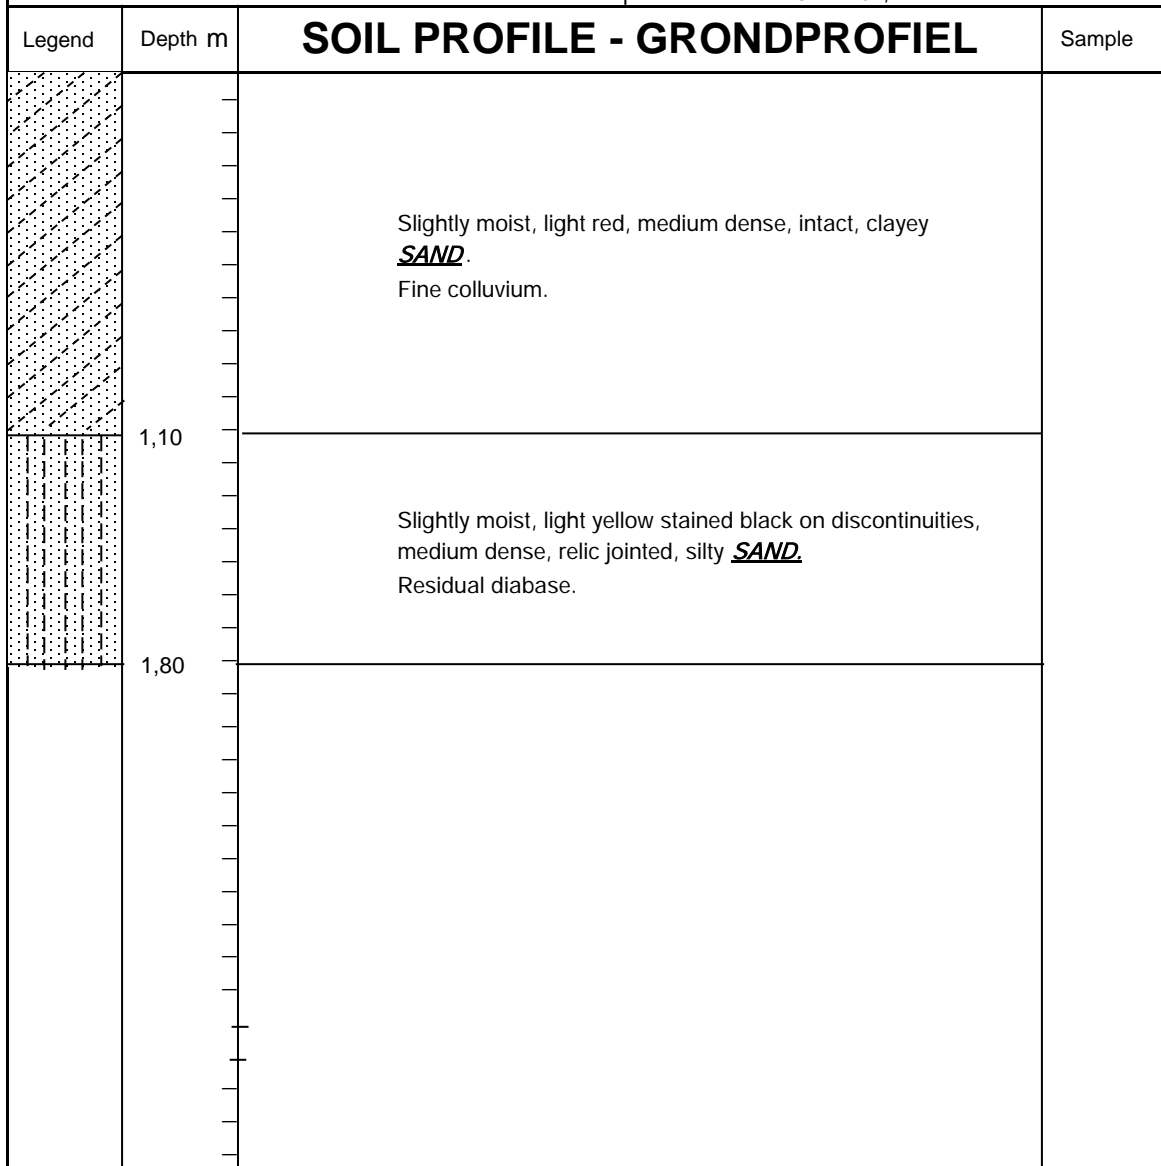 Legend Depth m SOIL PROFILE - GRONDPROFIEL Sample
Slightly moist, light red, medium dense, intact, clayey
SAND.
Fine colluvium.
1,10
Slightly moist, light yellow stained black on discontinuities,
medium dense, relic jointed, silty SAND.
Residual diabase.
1,80